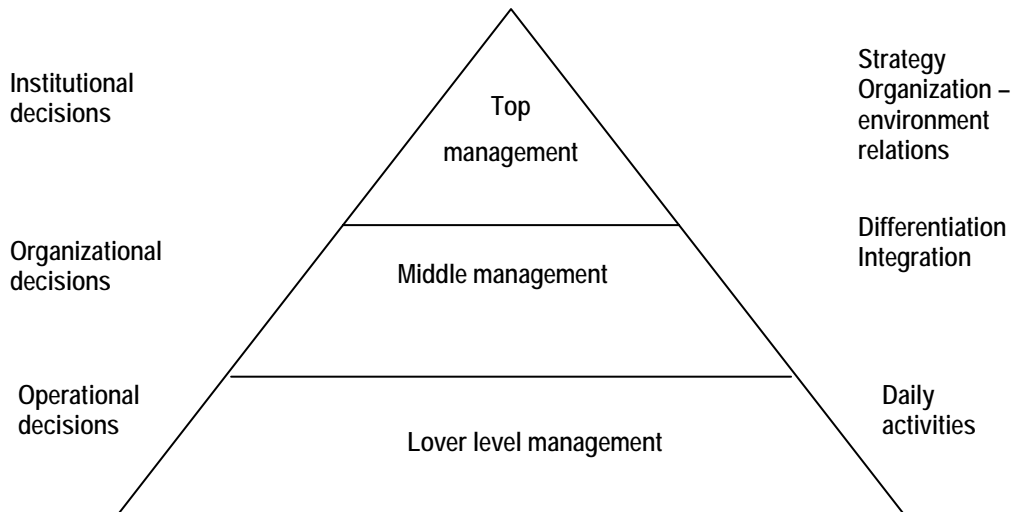 Institutional
decisions
Top
management
Strategy
Organization –
environment
relations
Organizational
decisions
Middle management
Differentiation
Integration
Operational
decisions
Lover level management
Daily
activities